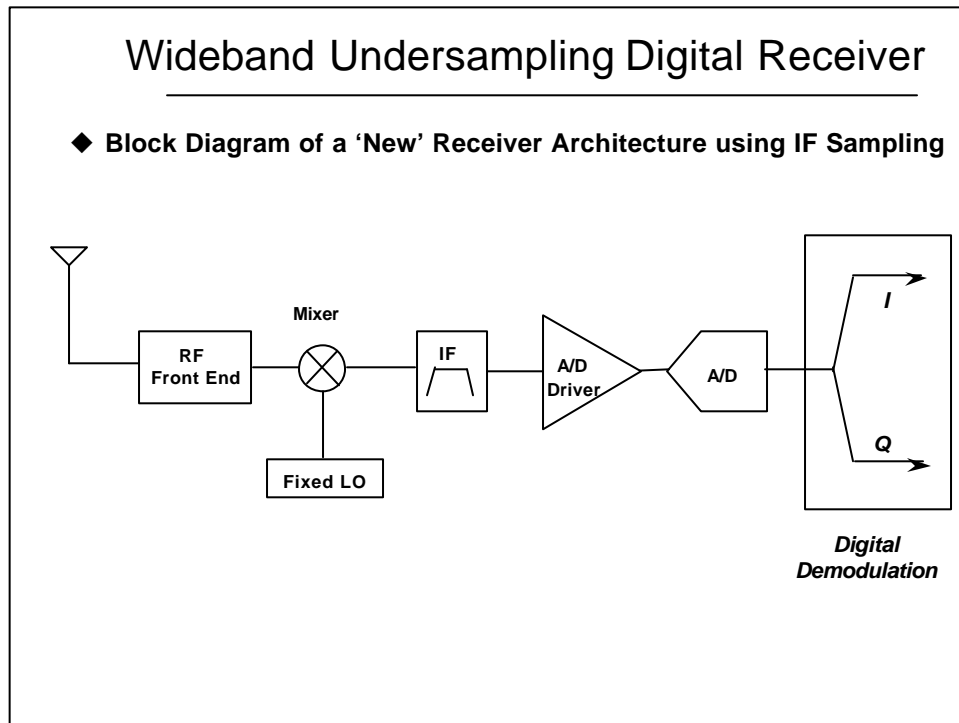 Wideband Undersampling Digital Receiver
◆ Block Diagram of a ‘New’ Receiver Architecture using IF Sampling
Mixer
RF
Front End
IF
A/D
Driver
A/D
I
Q
Fixed LO
Digital
Demodulation